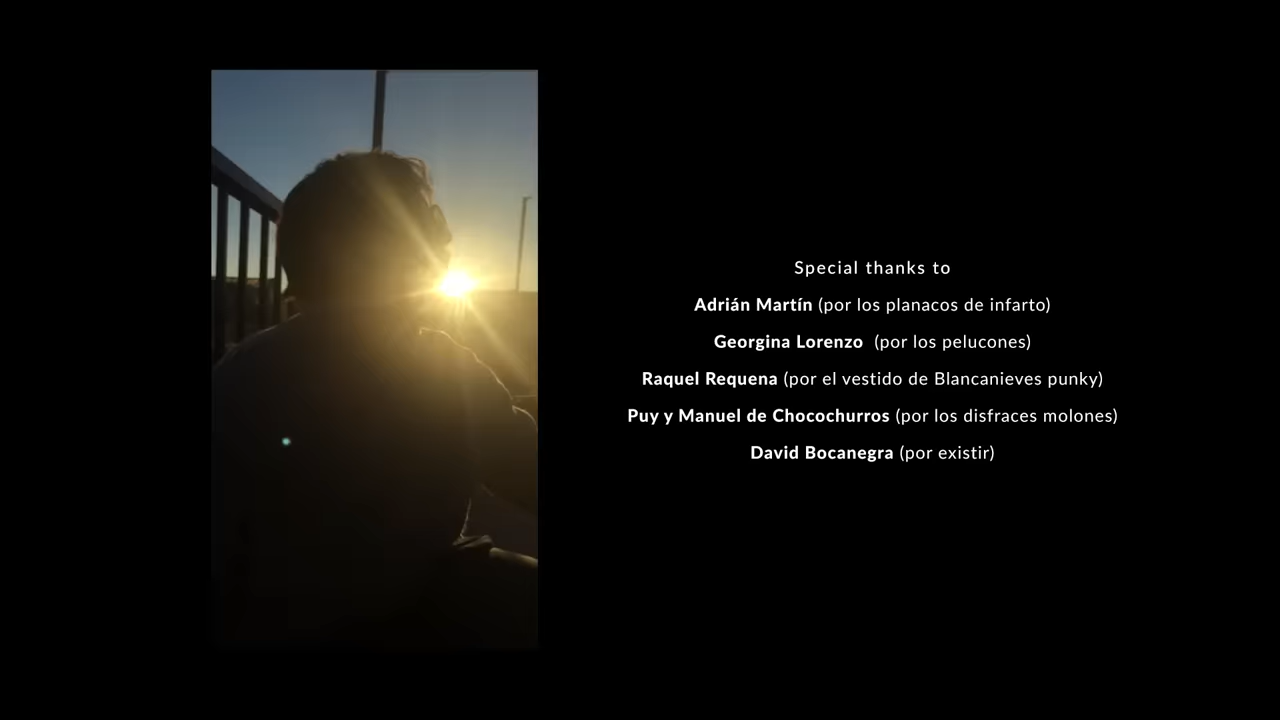 Special thanks to
Adrián Martín (por los planacos de infarto)
Georgina Lorenzo (por los pelucones)
Raquel Requena (por el vestido de Blancanieves punky)
Puy y Manuel de Chocochurros (por los disfraces molones)
David Bocanegra (por existir)